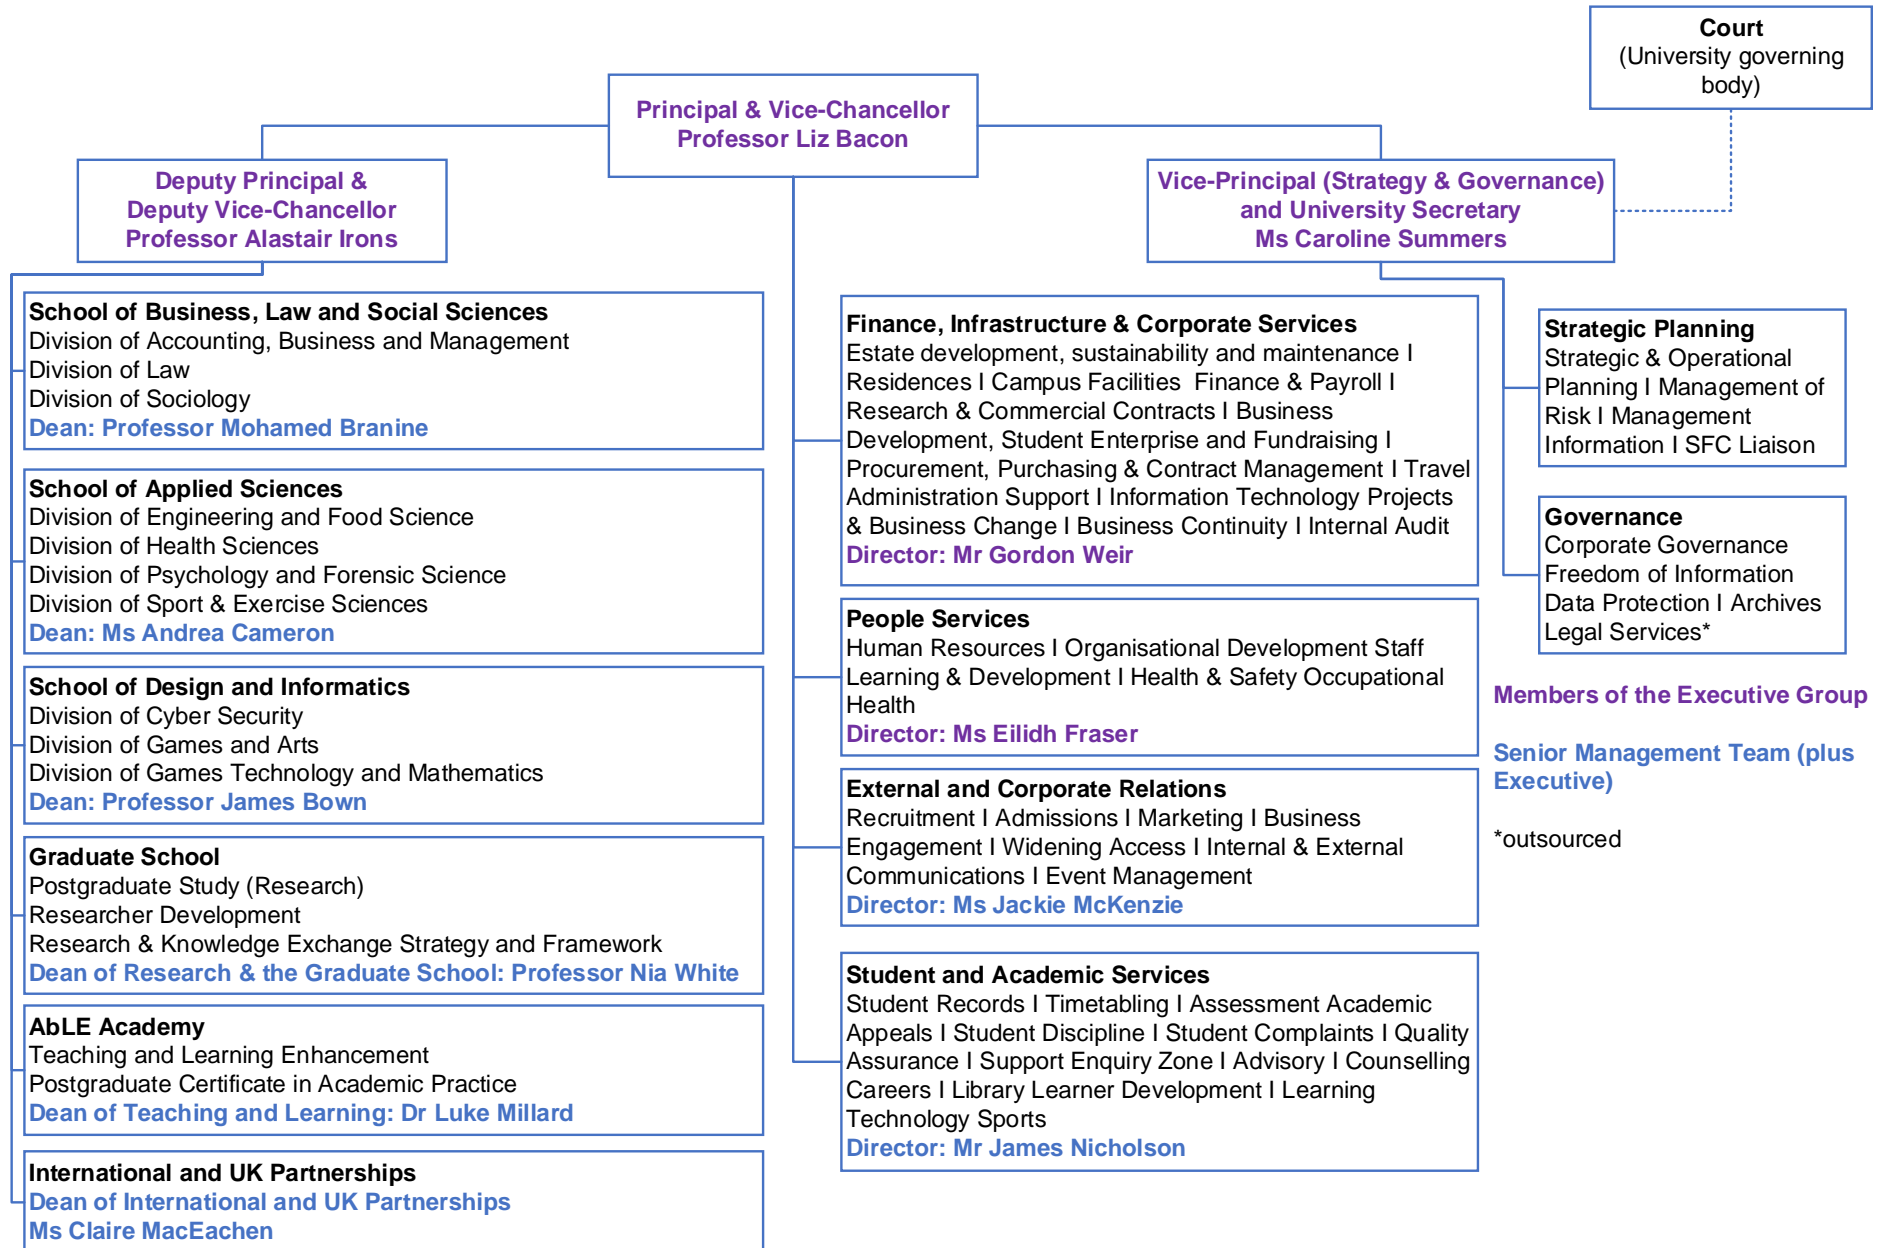 Court
(University governing
body)
Principal & Vice-Chancellor
Professor Liz Bacon
Deputy Principal &
Deputy Vice-Chancellor
Professor Alastair Irons
Vice-Principal (Strategy & Governance)
and University Secretary
Ms Caroline Summers
School of Business, Law and Social Sciences
Division of Accounting, Business and Management
Division of Law
Division of Sociology
Dean: Professor Mohamed Branine
School of Applied Sciences
Division of Engineering and Food Science
Division of Health Sciences
Division of Psychology and Forensic Science
Division of Sport & Exercise Sciences
Dean: Ms Andrea Cameron
School of Design and Informatics
Division of Cyber Security
Division of Games and Arts
Division of Games Technology and Mathematics
Dean: Professor James Bown
Graduate School
Postgraduate Study (Research)
Researcher Development
Research & Knowledge Exchange Strategy and Framework
Dean of Research & the Graduate School: Professor Nia White
AbLE Academy
Teaching and Learning Enhancement
Postgraduate Certificate in Academic Practice
Dean of Teaching and Learning: Dr Luke Millard
International and UK Partnerships
Dean of International and UK Partnerships
Ms Claire MacEachen
Finance, Infrastructure & Corporate Services
Estate development, sustainability and maintenance I
Residences I Campus Facilities  Finance & Payroll I
Research & Commercial Contracts I Business
Development, Student Enterprise and Fundraising I
Procurement, Purchasing & Contract Management I Travel
Administration Support I Information Technology Projects
& Business Change I Business Continuity I Internal Audit
Director: Mr Gordon Weir
People Services
Human Resources I Organisational Development Staff
Learning & Development I Health & Safety Occupational
Health
Director: Ms Eilidh Fraser
External and Corporate Relations
Recruitment I Admissions I Marketing I Business
Engagement I Widening Access I Internal & External
Communications I Event Management
Director: Ms Jackie McKenzie
Student and Academic Services
Student Records I Timetabling I Assessment Academic
Appeals I Student Discipline I Student Complaints I Quality
Assurance I Support Enquiry Zone I Advisory I Counselling
Careers I Library Learner Development I Learning
Technology Sports
Director: Mr James Nicholson
Strategic Planning
Strategic & Operational
Planning I Management of
Risk I Management
Information I SFC Liaison
Governance
Corporate Governance
Freedom of Information
Data Protection I Archives
Legal Services*
Members of the Executive Group
Senior Management Team (plus
Executive)
*outsourced